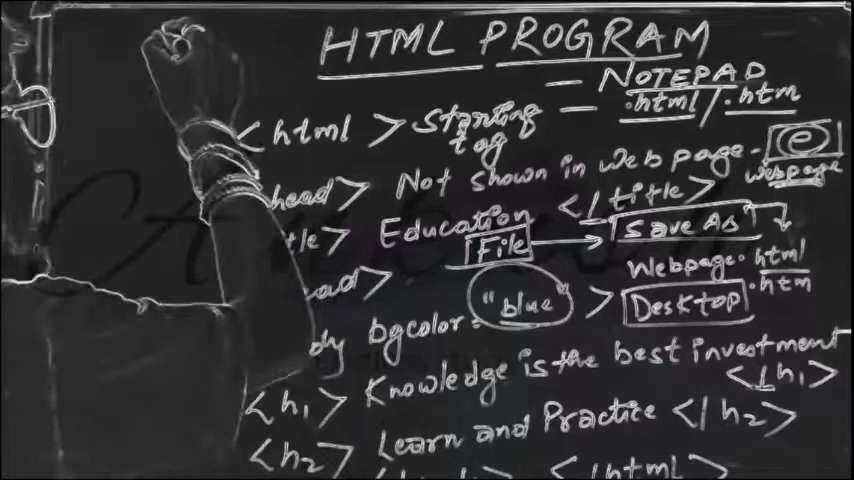 HTML PROGRAM
- NOTEPAD
<html> starting tag - .html/.htm
head> Not shown in webpage.
e
webpage
tle> Education </title>
File → Save As
ead>
Webpage.html
.htm
dy bgcolor= "blue" > Desktop
<h1> Knowledge is the best investment </h1>
<h2> Learn and Practice </h2>
</html>